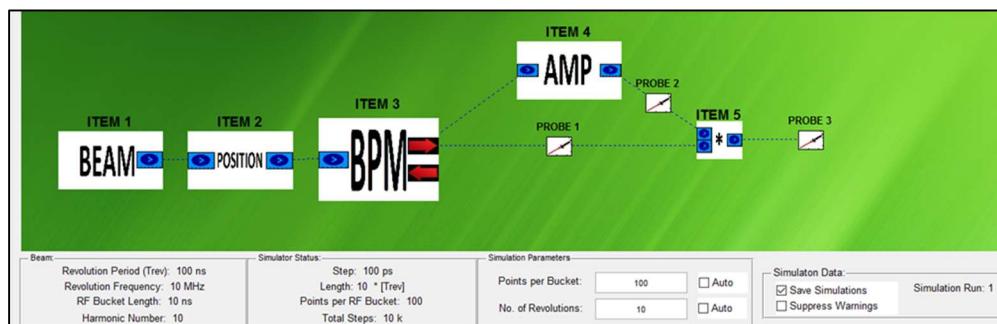 ITEM 4
AMP
PROBE 2
ITEM 3
ITEM 5
ITEM 1
ITEM 2
PROBE 1
PROBE 3
BEAM
POSITION
BPM
*
Beam:
Revolution Period (Trev): 100 ns
Revolution Frequency: 10 MHz
RF Bucket Length: 10 ns
Harmonic Number: 10
Simulator Status:
Step: 100 ps
Length: 10 * [Trev]
Points per RF Bucket: 100
Total Steps: 10 k
Simulation Parameters
Points per Bucket: 100 Auto
No. of Revolutions: 10 Auto
Simulaton Data:
Save Simulations
Suppress Warnings
Simulation Run: 1